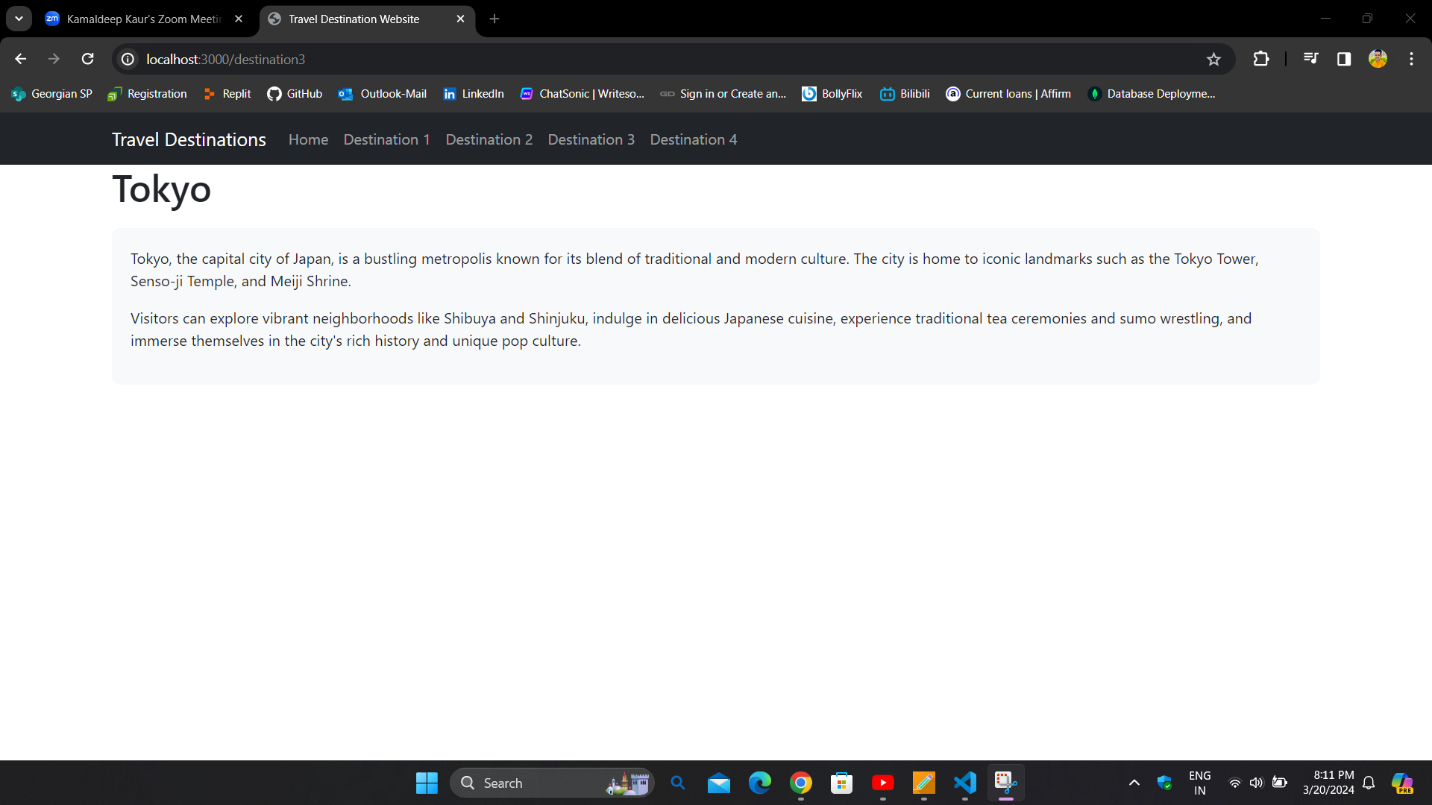 Kamaldeep Kaur's Zoom Meetin
Travel Destination Website
localhost:3000/destination3
Georgian SP
Registration
Replit
GitHub
Outlook-Mail
LinkedIn
ChatSonic | Writeso...
Sign in or Create an...
BollyFlix
Bilibili
Current loans | Affirm
Database Deployme...
Travel Destinations
Home
Destination 1
Destination 2
Destination 3
Destination 4
Tokyo
Tokyo, the capital city of Japan, is a bustling metropolis known for its blend of traditional and modern culture. The city is home to iconic landmarks such as the Tokyo Tower,
Senso-ji Temple, and Meiji Shrine.
Visitors can explore vibrant neighborhoods like Shibuya and Shinjuku, indulge in delicious Japanese cuisine, experience traditional tea ceremonies and sumo wrestling, and
immerse themselves in the city's rich history and unique pop culture.
Search
ENG
IN
8:11 PM
3/20/2024
PRE